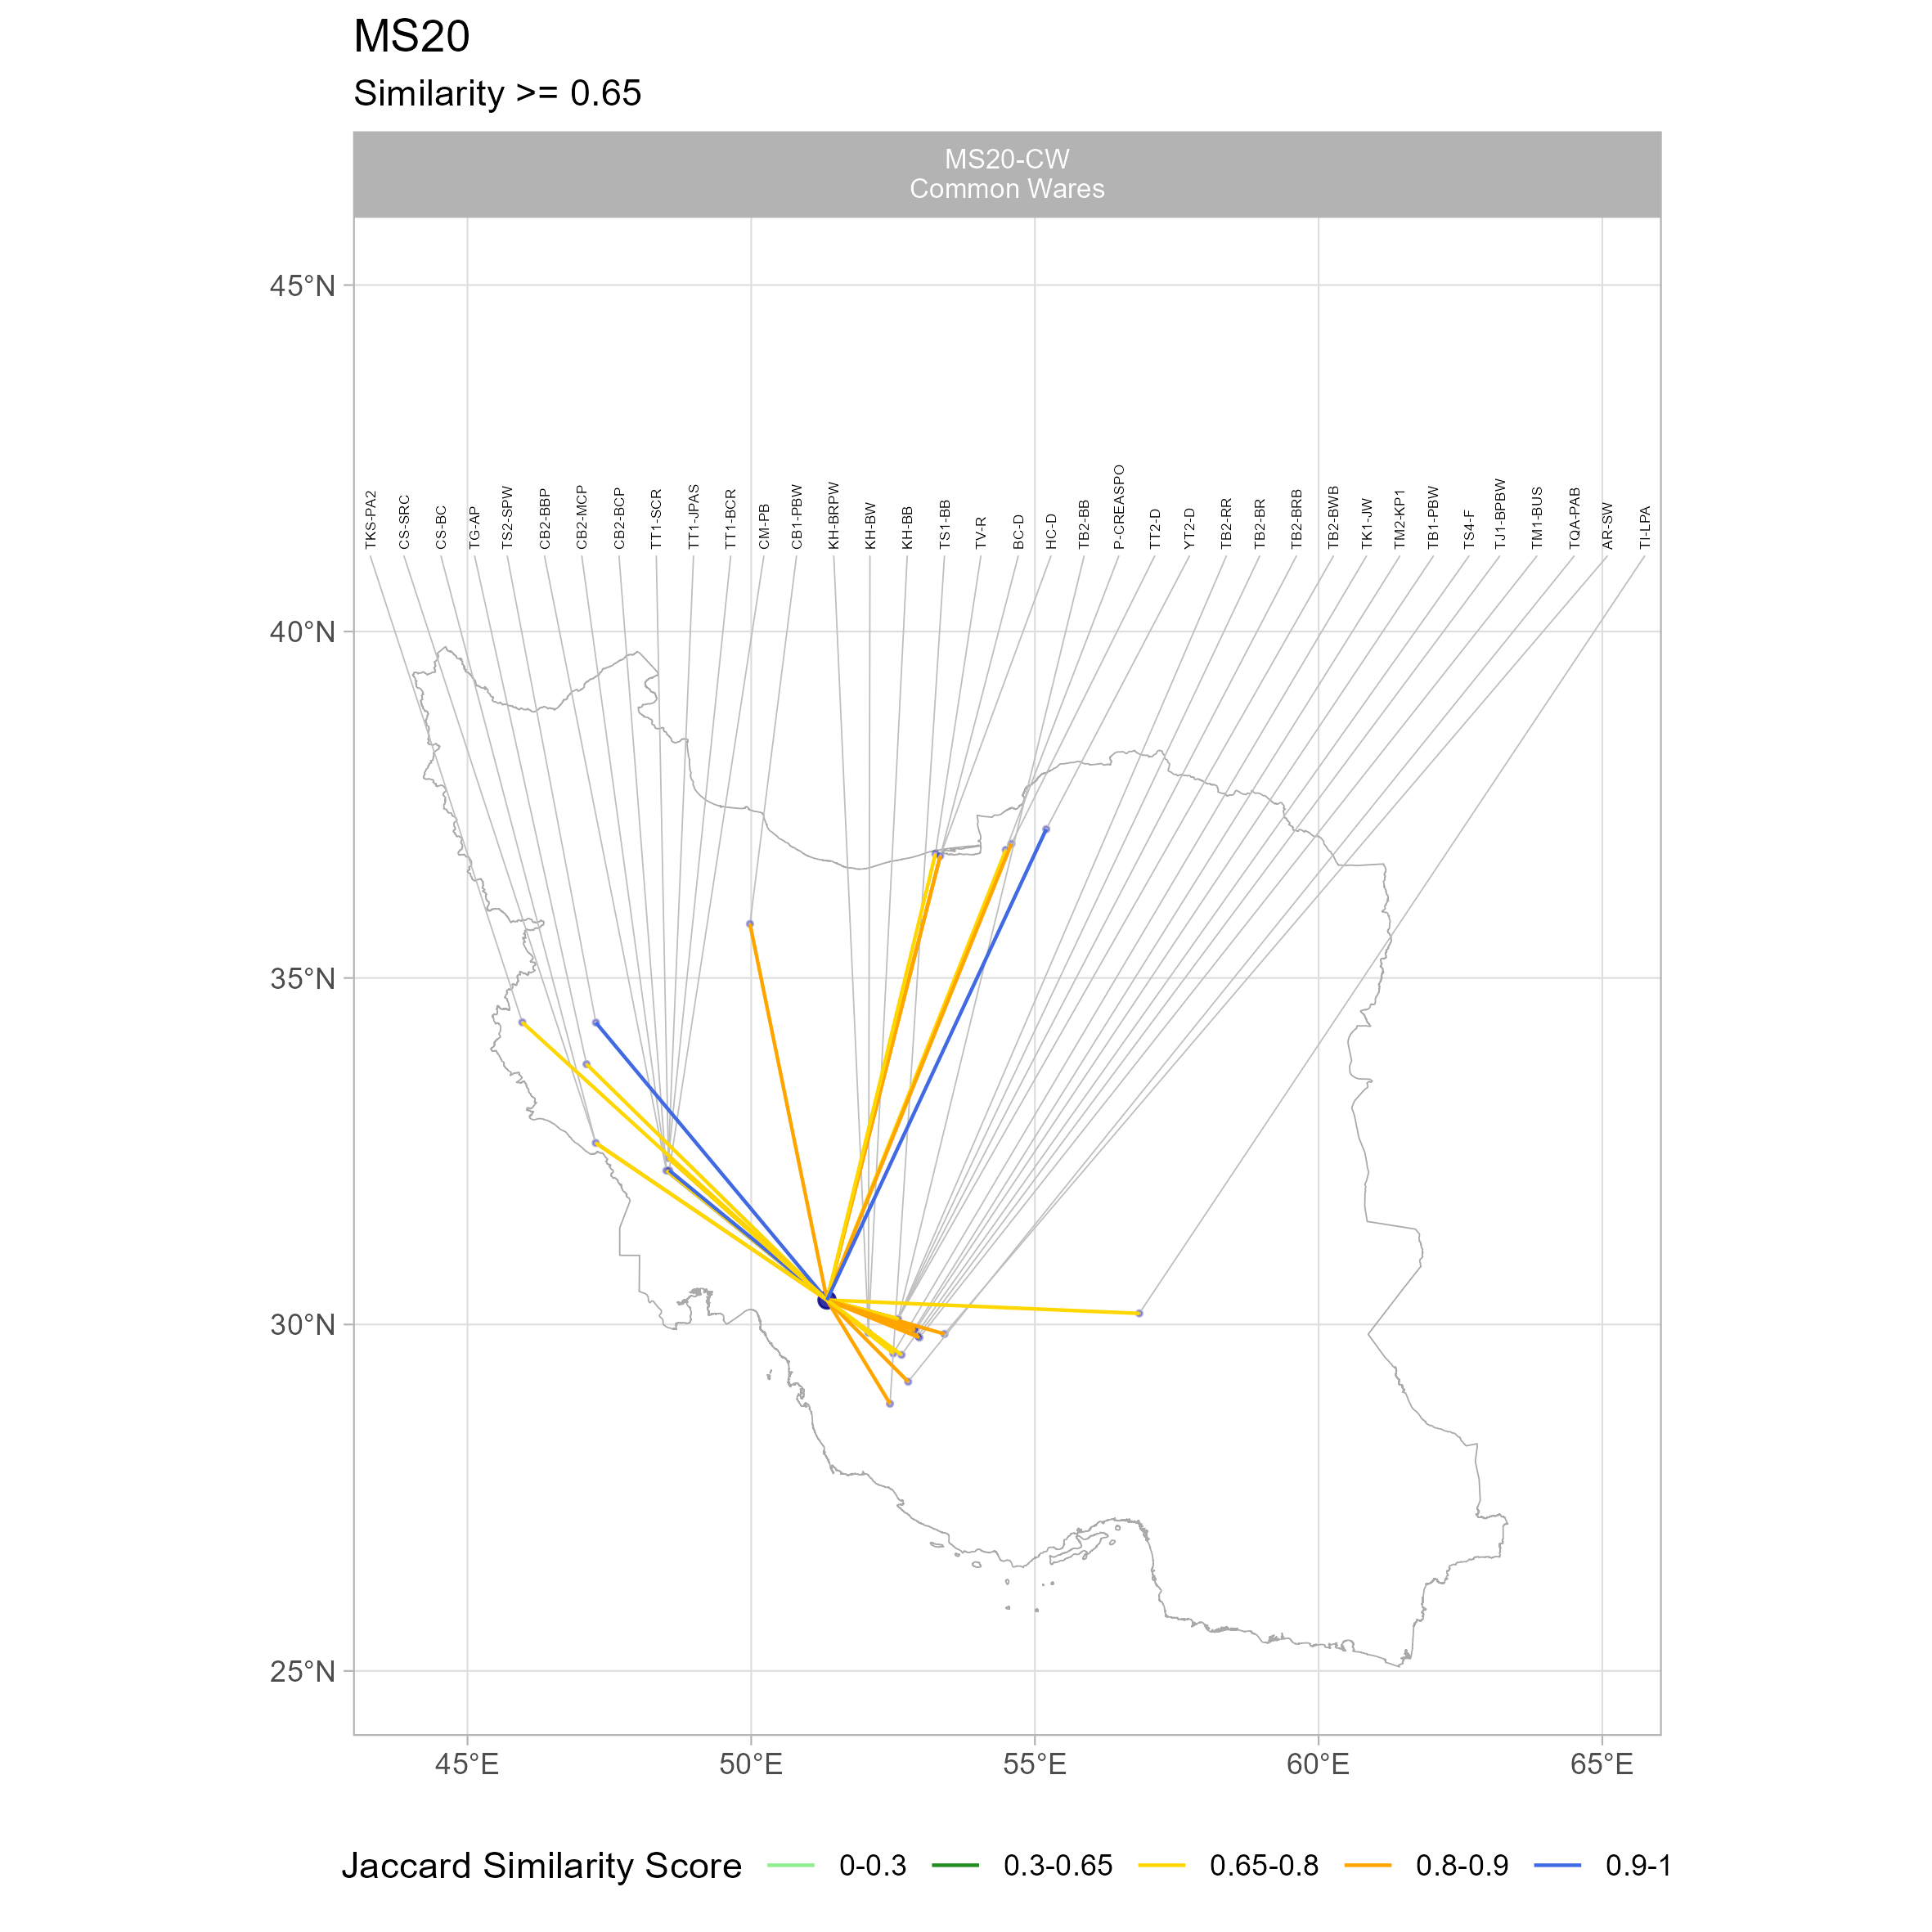 MS20
Similarity >= 0.65
MS20-CW
Common Wares
45°N
40°N
35°N
30°N
25°N
TKS-PA2
CS-SRC
CS-BC
TG-AP
TS2-SPW
CB2-BBP
CB2-MCP
CB2-BCP
TT1-SCR
TT1-JPAS
TT1-BCR
CM-PB
CB1-PBW
KH-BRPW
KH-BW
KH-BB
TS1-BB
TV-R
BC-D
HC-D
TB2-BB
P-CREASPO
TT2-D
YT2-D
TB2-RR
TB2-BR
TB2-BRB
TB2-BWB
TK1-JW
TM2-KP1
TB1-PBW
TS4-F
TJ1-BPBW
TM1-BUS
TQA-PAB
AR-SW
TI-LPA
45°E
50°E
55°E
60°E
65°E
Jaccard Similarity Score 0-0.3 0.3-0.65 0.65-0.8 0.8-0.9 0.9-1